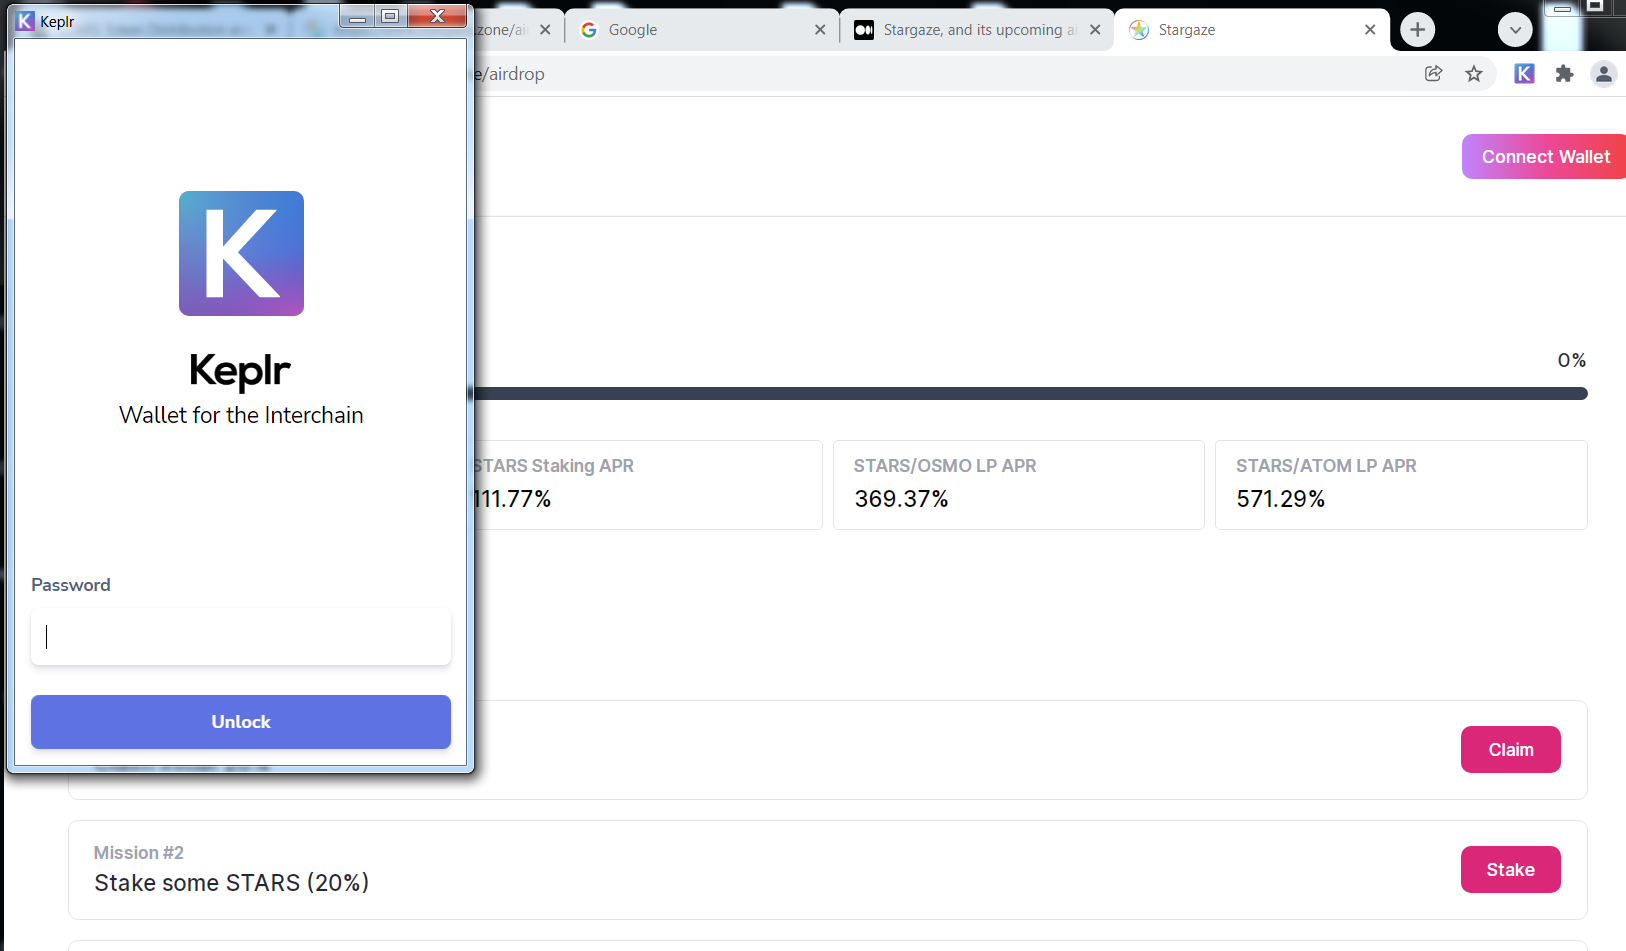 Keplr
.zone/ai
Google
Stargaze, and its upcoming ai
Stargaze
e/airdrop
K
Connect Wallet
K
Keplr
Wallet for the Interchain
0%
STARS Staking APR
111.77%
STARS/OSMO LP APR
369.37%
STARS/ATOM LP APR
571.29%
Password
Unlock
Claim
Mission #2
Stake some STARS (20%)
Stake